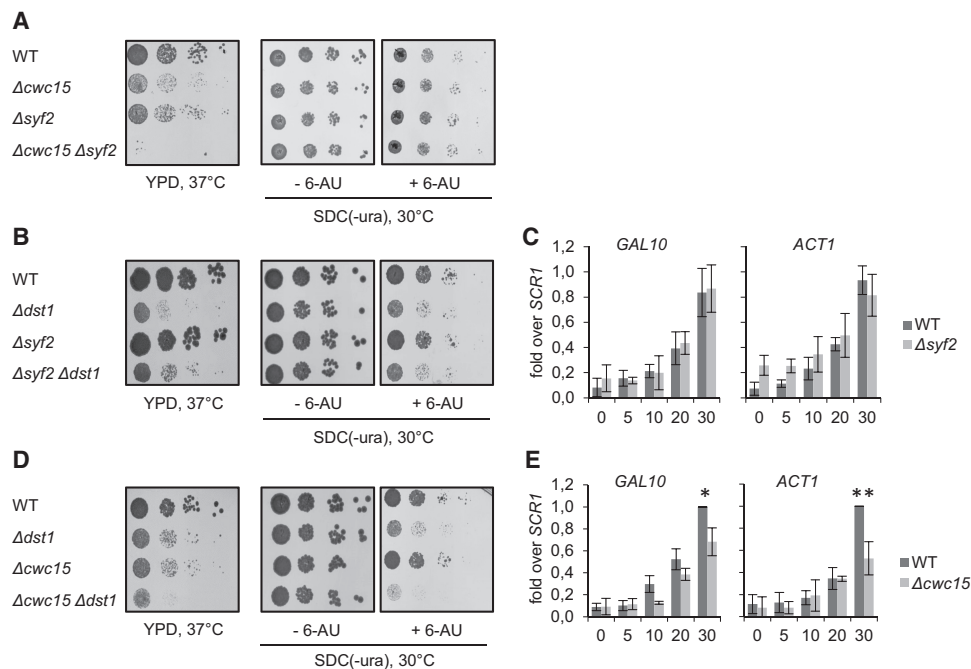 A
WT
Δcwc15
Δsyf2
Δcwc15 Δsyf2
YPD, 37°C
- 6-AU
+ 6-AU
SDC(-ura), 30°C
B
WT
Δdst1
Δsyf2
Δsyf2 Δdst1
YPD, 37°C
- 6-AU
+ 6-AU
SDC(-ura), 30°C
C
GAL10
ACT1
fold over SCR1
1,2
1,0
0,8
0,6
0,4
0,2
0,0
0 5 10 20 30
0 5 10 20 30
WT
Δsyf2
D
WT
Δdst1
Δcwc15
Δcwc15 Δdst1
YPD, 37°C
- 6-AU
+ 6-AU
SDC(-ura), 30°C
E
GAL10
ACT1
*
**
fold over SCR1
1,2
1,0
0,8
0,6
0,4
0,2
0,0
0 5 10 20 30
0 5 10 20 30
WT
Δcwc15